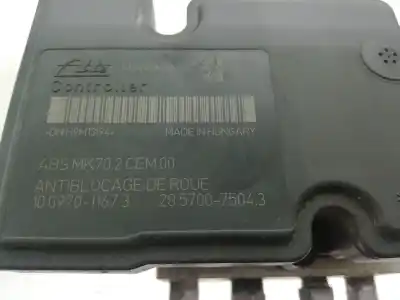 Ate
Controller
MADE IN HUNGARY
ABS MK70 2 CEM 00
ANTIBLOCAGE DE ROUE
10.0970-1167.3 28.5700-7504.3